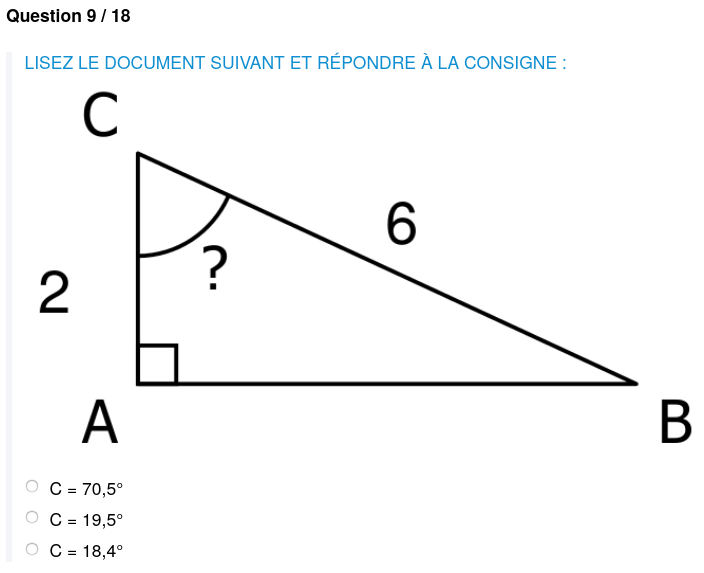 Question 9 / 18
LISEZ LE DOCUMENT SUIVANT ET RÉPONDRE À LA CONSIGNE :
C
6
?
2
A
B
C = 70,5°
C = 19,5°
C = 18,4°